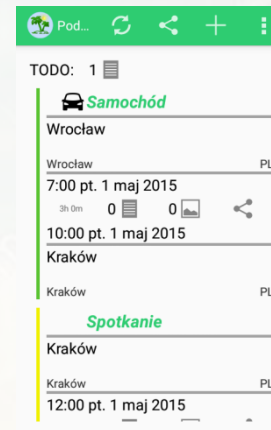 Pod...
TODO: 1
Samochód
Wrocław
Wrocław PL
7:00 pt. 1 maj 2015
3h 0m 0 0
10:00 pt. 1 maj 2015
Kraków
Kraków PL
Spotkanie
Kraków
Kraków PL
12:00 pt. 1 maj 2015